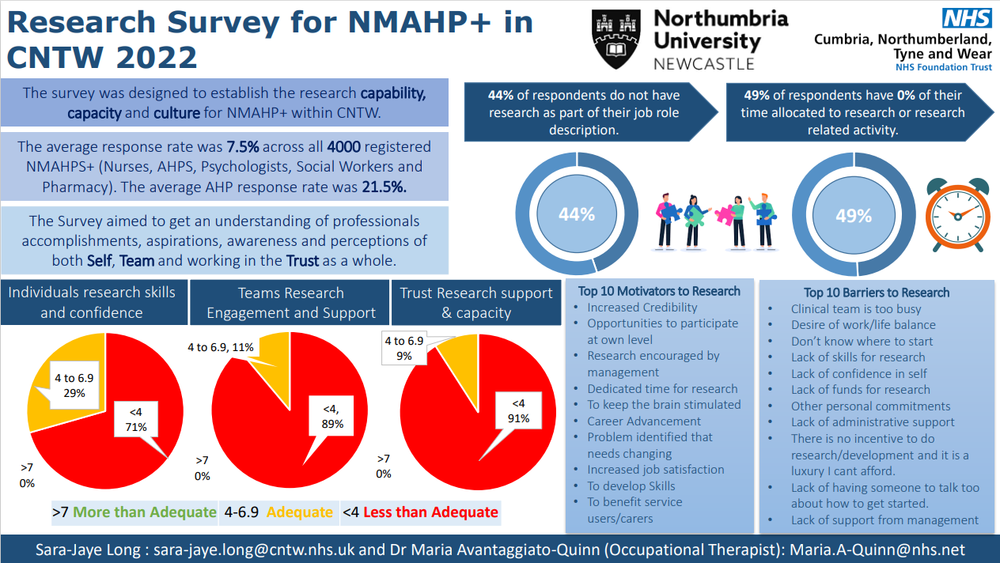 Research Survey for NMAHP+ in
CNTW 2022
Northumbria
University
NEWCASTLE
NHS
Cumbria, Northumberland,
Tyne and Wear
NHS Foundation Trust
The survey was designed to establish the research capability,
capacity and culture for NMAHP+ within CNTW.
The average response rate was 7.5% across all 4000 registered
NMAHPS+ (Nurses, AHPS, Psychologists, Social Workers and
Pharmacy). The average AHP response rate was 21.5%.
The Survey aimed to get an understanding of professionals
accomplishments, aspirations, awareness and perceptions of
both Self, Team and working in the Trust as a whole.
44% of respondents do not have
research as part of their job role
description.
44%
49% of respondents have 0% of their
time allocated to research or research
related activity.
49%
Individuals research skills
and confidence
4 to 6.9
29%
<4
71%
>7
0%
Teams Research
Engagement and Support
4 to 6.9, 11%
<4,
89%
>7
0%
Trust Research support
& capacity
4 to 6.9
9%
<4
91%
>7
0%
>7 More than Adequate 4-6.9 Adequate <4 Less than Adequate
Top 10 Motivators to Research
• Increased Credibility
• Opportunities to participate
at own level
• Research encouraged by
management
• Dedicated time for research
• To keep the brain stimulated
• Career Advancement
• Problem identified that
needs changing
• Increased job satisfaction
• To develop Skills
• To benefit service
users/carers
Top 10 Barriers to Research
• Clinical team is too busy
• Desire of work/life balance
• Don't know where to start
• Lack of skills for research
• Lack of confidence in self
• Lack of funds for research
• Other personal commitments
• Lack of administrative support
• There is no incentive to do
research/development and it is a
luxury I cant afford.
• Lack of having someone to talk too
about how to get started.
• Lack of support from management
Sara-Jaye Long : sara-jaye.long@cntw.nhs.uk and Dr Maria Avantaggiato-Quinn (Occupational Therapist): Maria.A-Quinn@nhs.net